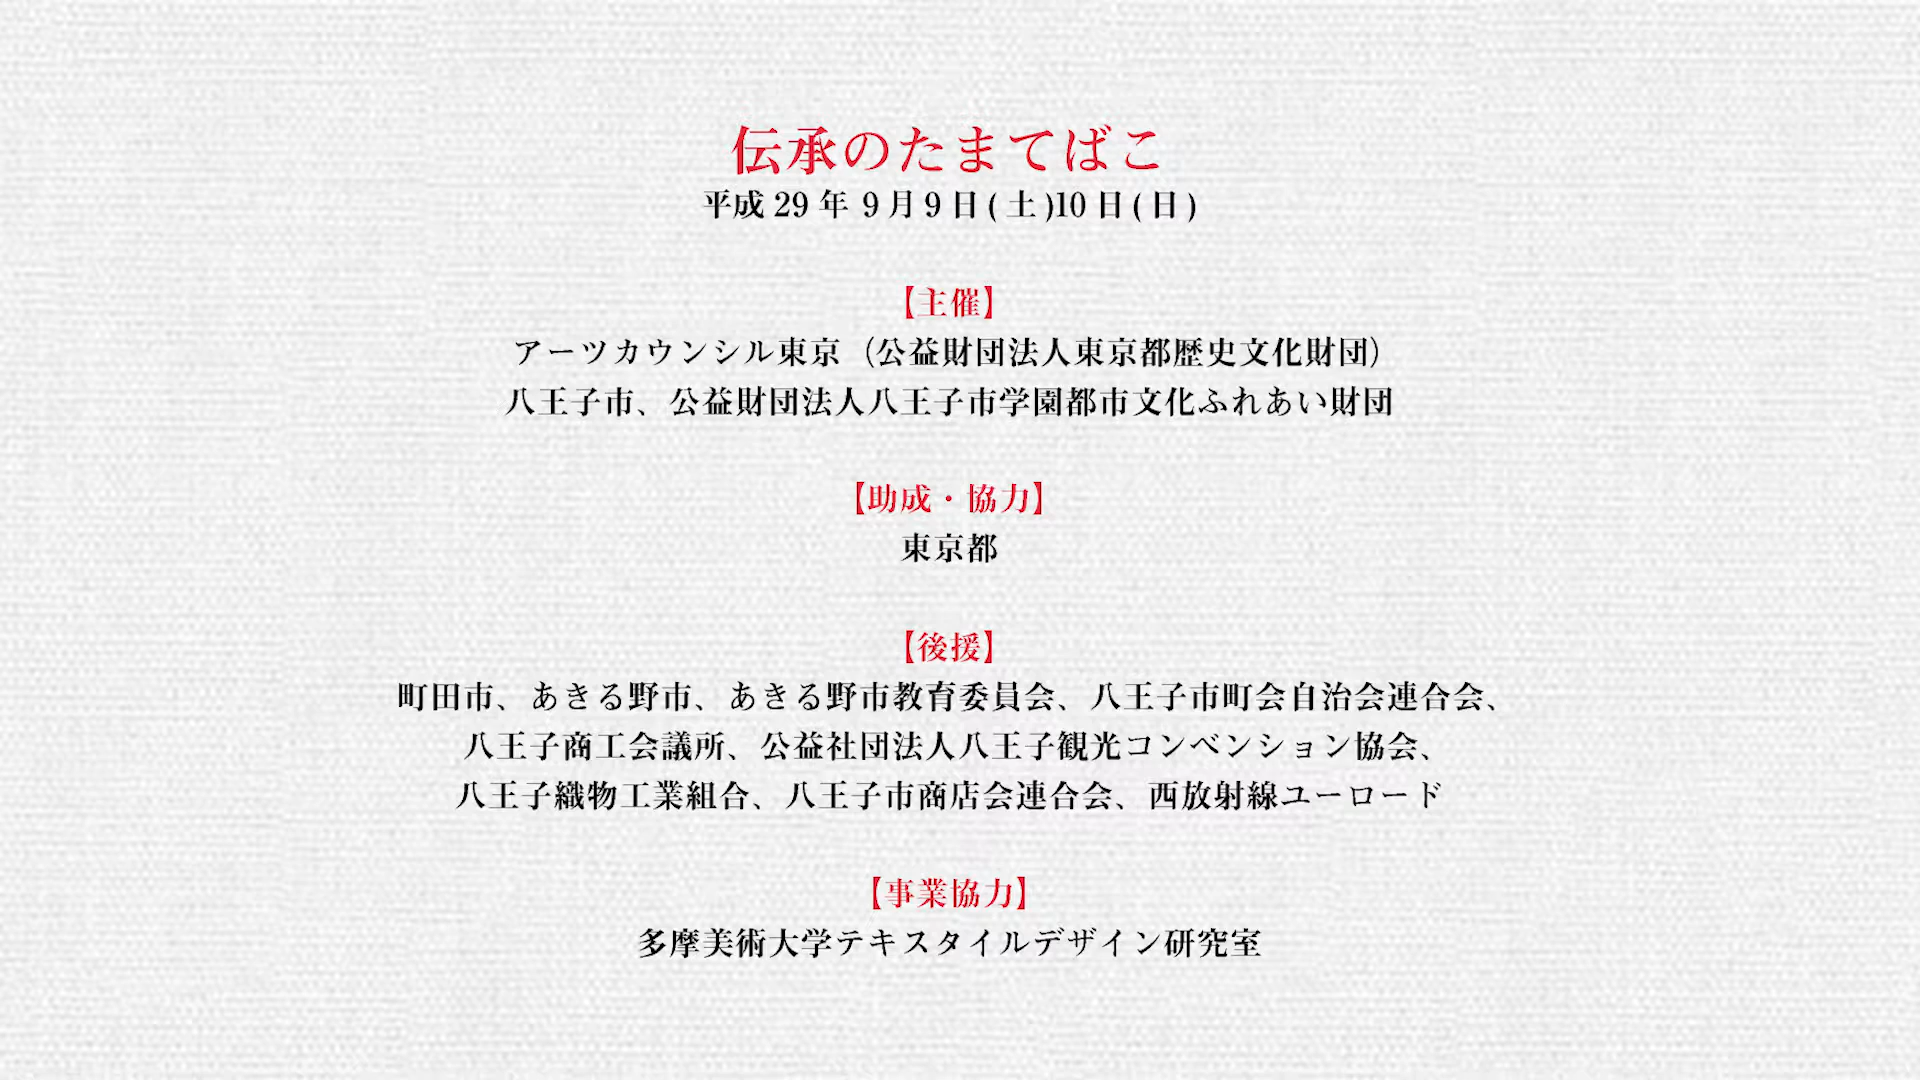 伝承のたまてばこ
平成 29 年 9 月 9 日 ( 土 )10 日 ( 日 )
【主催】
アーツカウンシル東京（公益財団法人東京都歴史文化財団）
八王子市、公益財団法人八王子市学園都市文化ふれあい財団
【助成・協力】
東京都
【後援】
町田市、あきる野市、あきる野市教育委員会、八王子市町会自治会連合会、
八王子商工会議所、公益社団法人八王子観光コンベンション協会、
八王子織物工業組合、八王子市商店会連合会、西放射線ユーロード
【事業協力】
多摩美術大学テキスタイルデザイン研究室